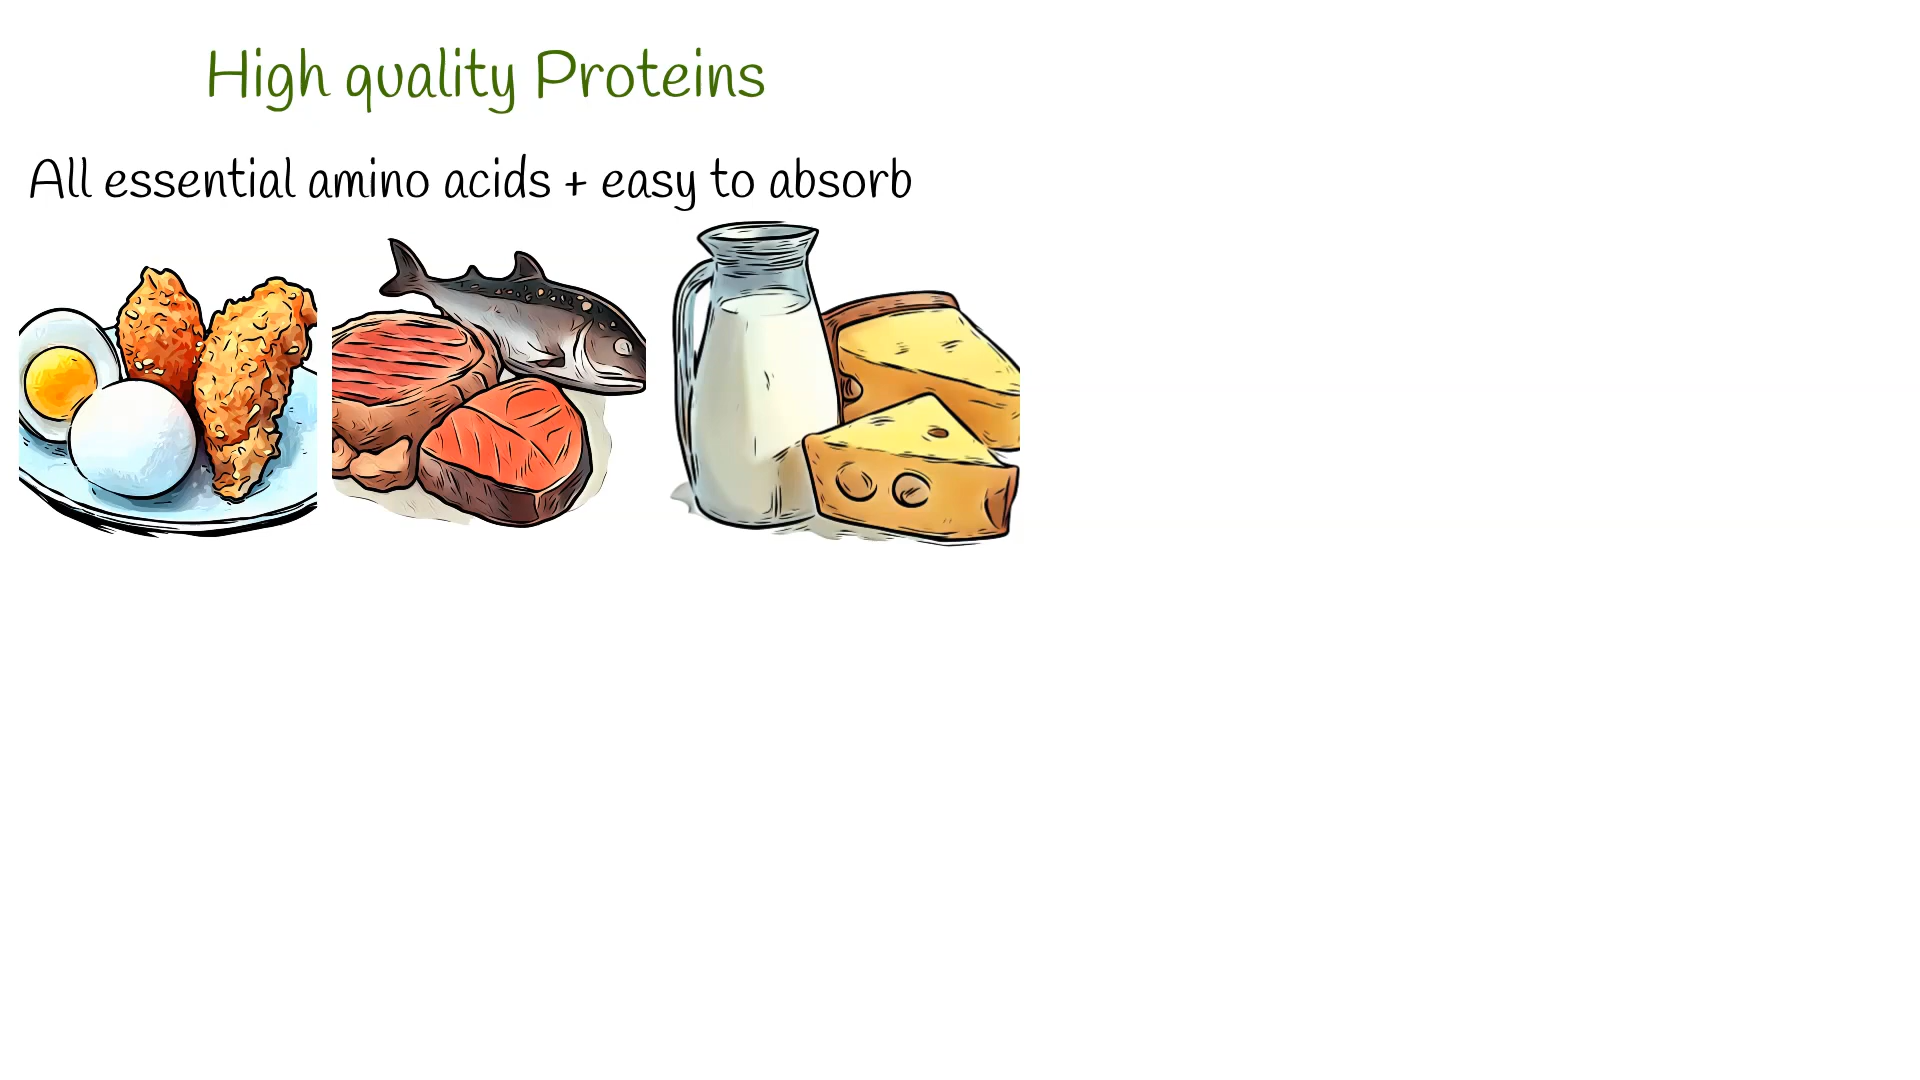 High quality Proteins
All essential amino acids + easy to absorb